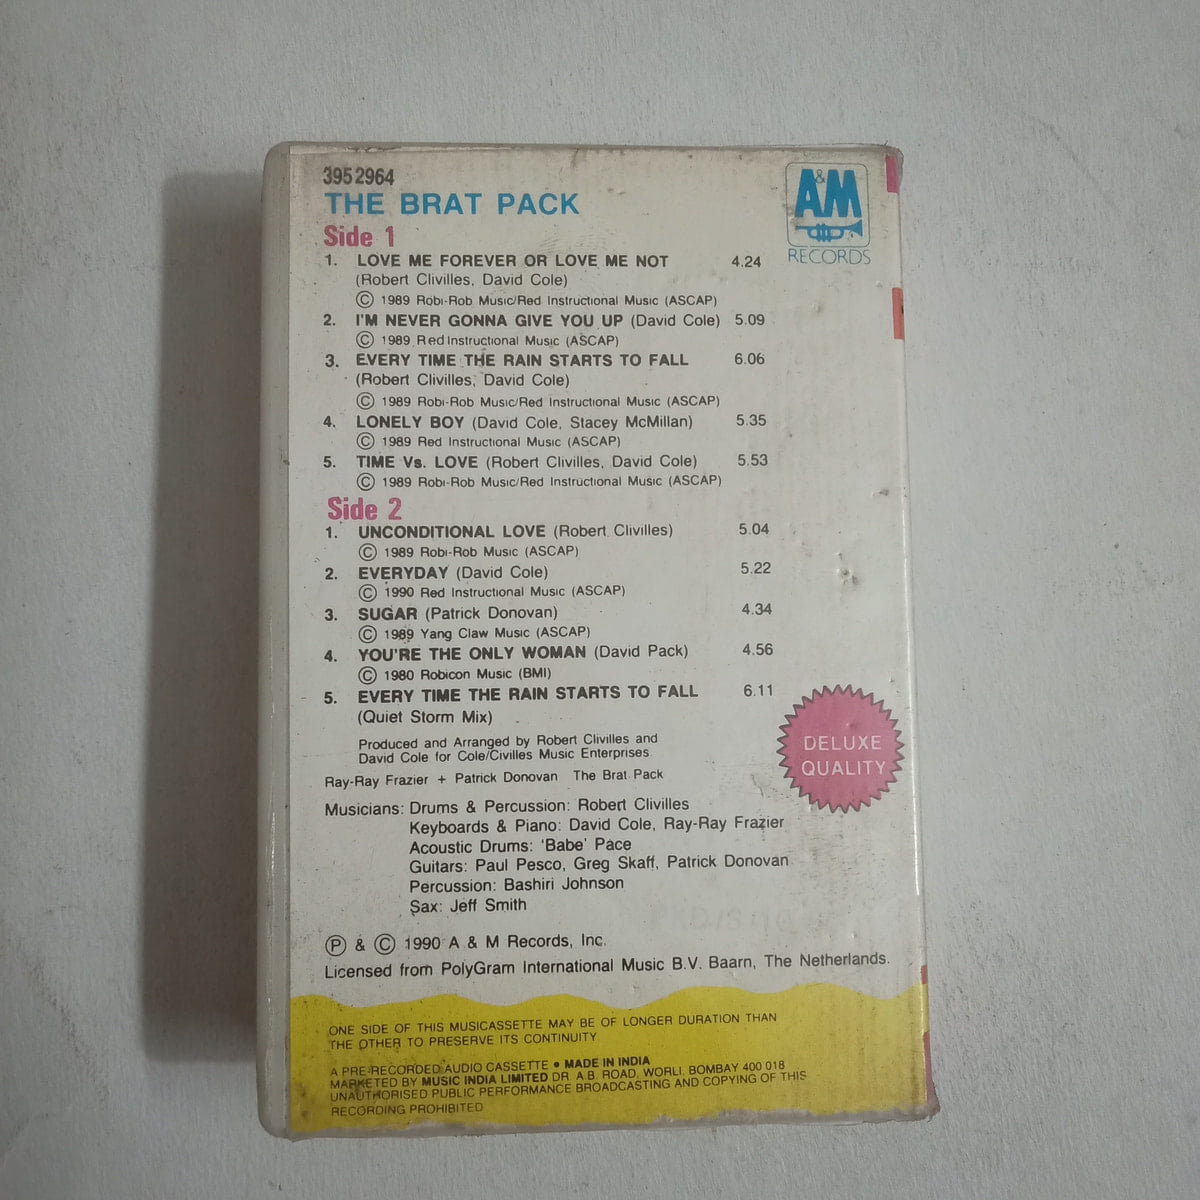 3952964
THE BRAT PACK
A&M
RECORDS
Side 1
1. LOVE ME FOREVER OR LOVE ME NOT 4.24
(Robert Clivilles, David Cole)
Ⓒ 1989 Robi-Rob Music/Red Instructional Music (ASCAP)
2. I'M NEVER GONNA GIVE YOU UP (David Cole) 5.09
Ⓒ 1989 Red Instructional Music (ASCAP)
3. EVERY TIME THE RAIN STARTS TO FALL 6.06
(Robert Clivilles, David Cole)
Ⓒ 1989 Robi-Rob Music/Red Instructional Music (ASCAP)
4. LONELY BOY (David Cole, Stacey McMillan) 5.35
Ⓒ 1989 Red Instructional Music (ASCAP)
5. TIME Vs. LOVE (Robert Clivilles, David Cole) 5.53
Ⓒ 1989 Robi-Rob Music/Red Instructional Music (ASCAP)
Side 2
1. UNCONDITIONAL LOVE (Robert Clivilles) 5.04
Ⓒ 1989 Robi-Rob Music (ASCAP)
2. EVERYDAY (David Cole) 5.22
Ⓒ 1990 Red Instructional Music (ASCAP)
3. SUGAR (Patrick Donovan) 4.34
Ⓒ 1989 Yang Claw Music (ASCAP)
4. YOU'RE THE ONLY WOMAN (David Pack) 4.56
Ⓒ 1980 Robicon Music (BMI)
5. EVERY TIME THE RAIN STARTS TO FALL 6.11
(Quiet Storm Mix)
Produced and Arranged by Robert Clivilles and
David Cole for Cole/Civilles Music Enterprises.
Ray-Ray Frazier + Patrick Donovan The Brat Pack
DELUXE
QUALITY
Musicians: Drums & Percussion: Robert Clivilles
Keyboards & Piano: David Cole, Ray-Ray Frazier
Acoustic Drums: 'Babe' Pace
Guitars: Paul Pesco, Greg Skaff, Patrick Donovan
Percussion: Bashiri Johnson
Sax: Jeff Smith
Ⓟ & Ⓒ 1990 A & M Records, Inc.
Licensed from PolyGram International Music B.V. Baarn, The Netherlands.
ONE SIDE OF THIS MUSICASSETTE MAY BE OF LONGER DURATION THAN
THE OTHER TO PRESERVE ITS CONTINUITY
A PRE-RECORDED AUDIO CASSETTE • MADE IN INDIA
MARKETED BY MUSIC INDIA LIMITED DR. A.B. ROAD, WORLI, BOMBAY 400 018
UNAUTHORISED PUBLIC PERFORMANCE BROADCASTING AND COPYING OF THIS
RECORDING PROHIBITED